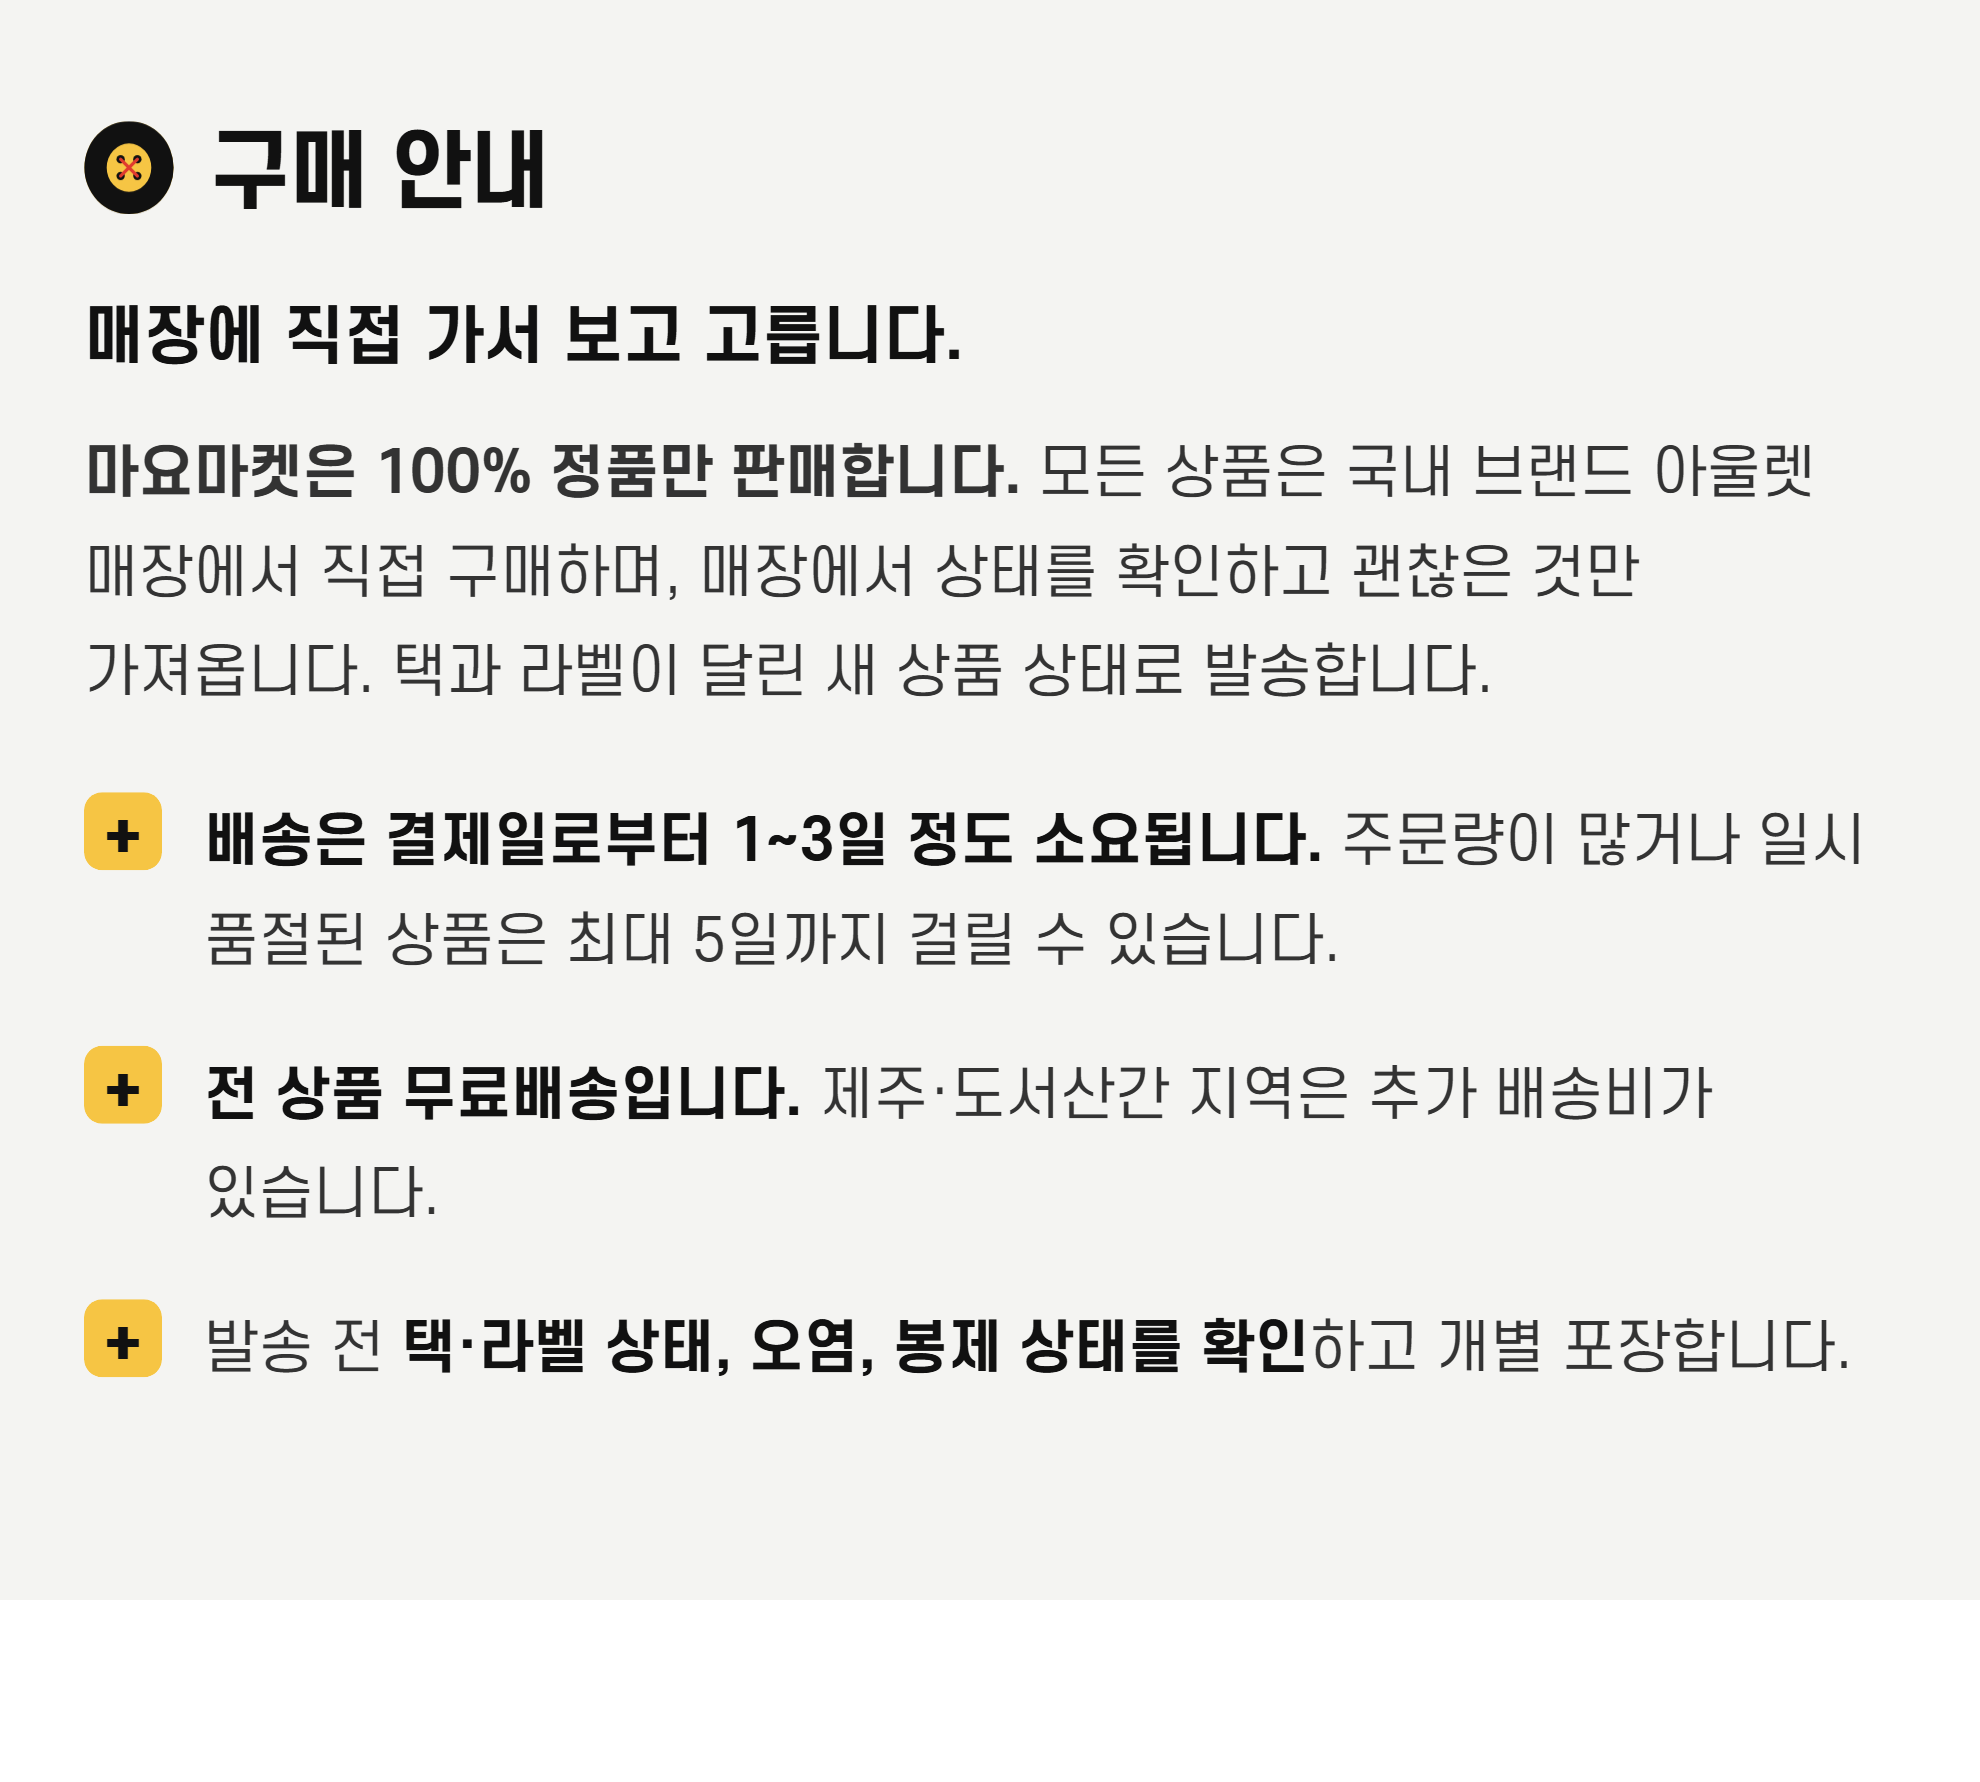 구매 안내
매장에 직접 가서 보고 고릅니다.
마요마켓은 100% 정품만 판매합니다. 모든 상품은 국내 브랜드 아울렛
매장에서 직접 구매하며, 매장에서 상태를 확인하고 괜찮은 것만
가져옵니다. 택과 라벨이 달린 새 상품 상태로 발송합니다.
+ 배송은 결제일로부터 1~3일 정도 소요됩니다. 주문량이 많거나 일시
품절된 상품은 최대 5일까지 걸릴 수 있습니다.
+ 전 상품 무료배송입니다. 제주·도서산간 지역은 추가 배송비가
있습니다.
+ 발송 전 택·라벨 상태, 오염, 봉제 상태를 확인하고 개별 포장합니다.